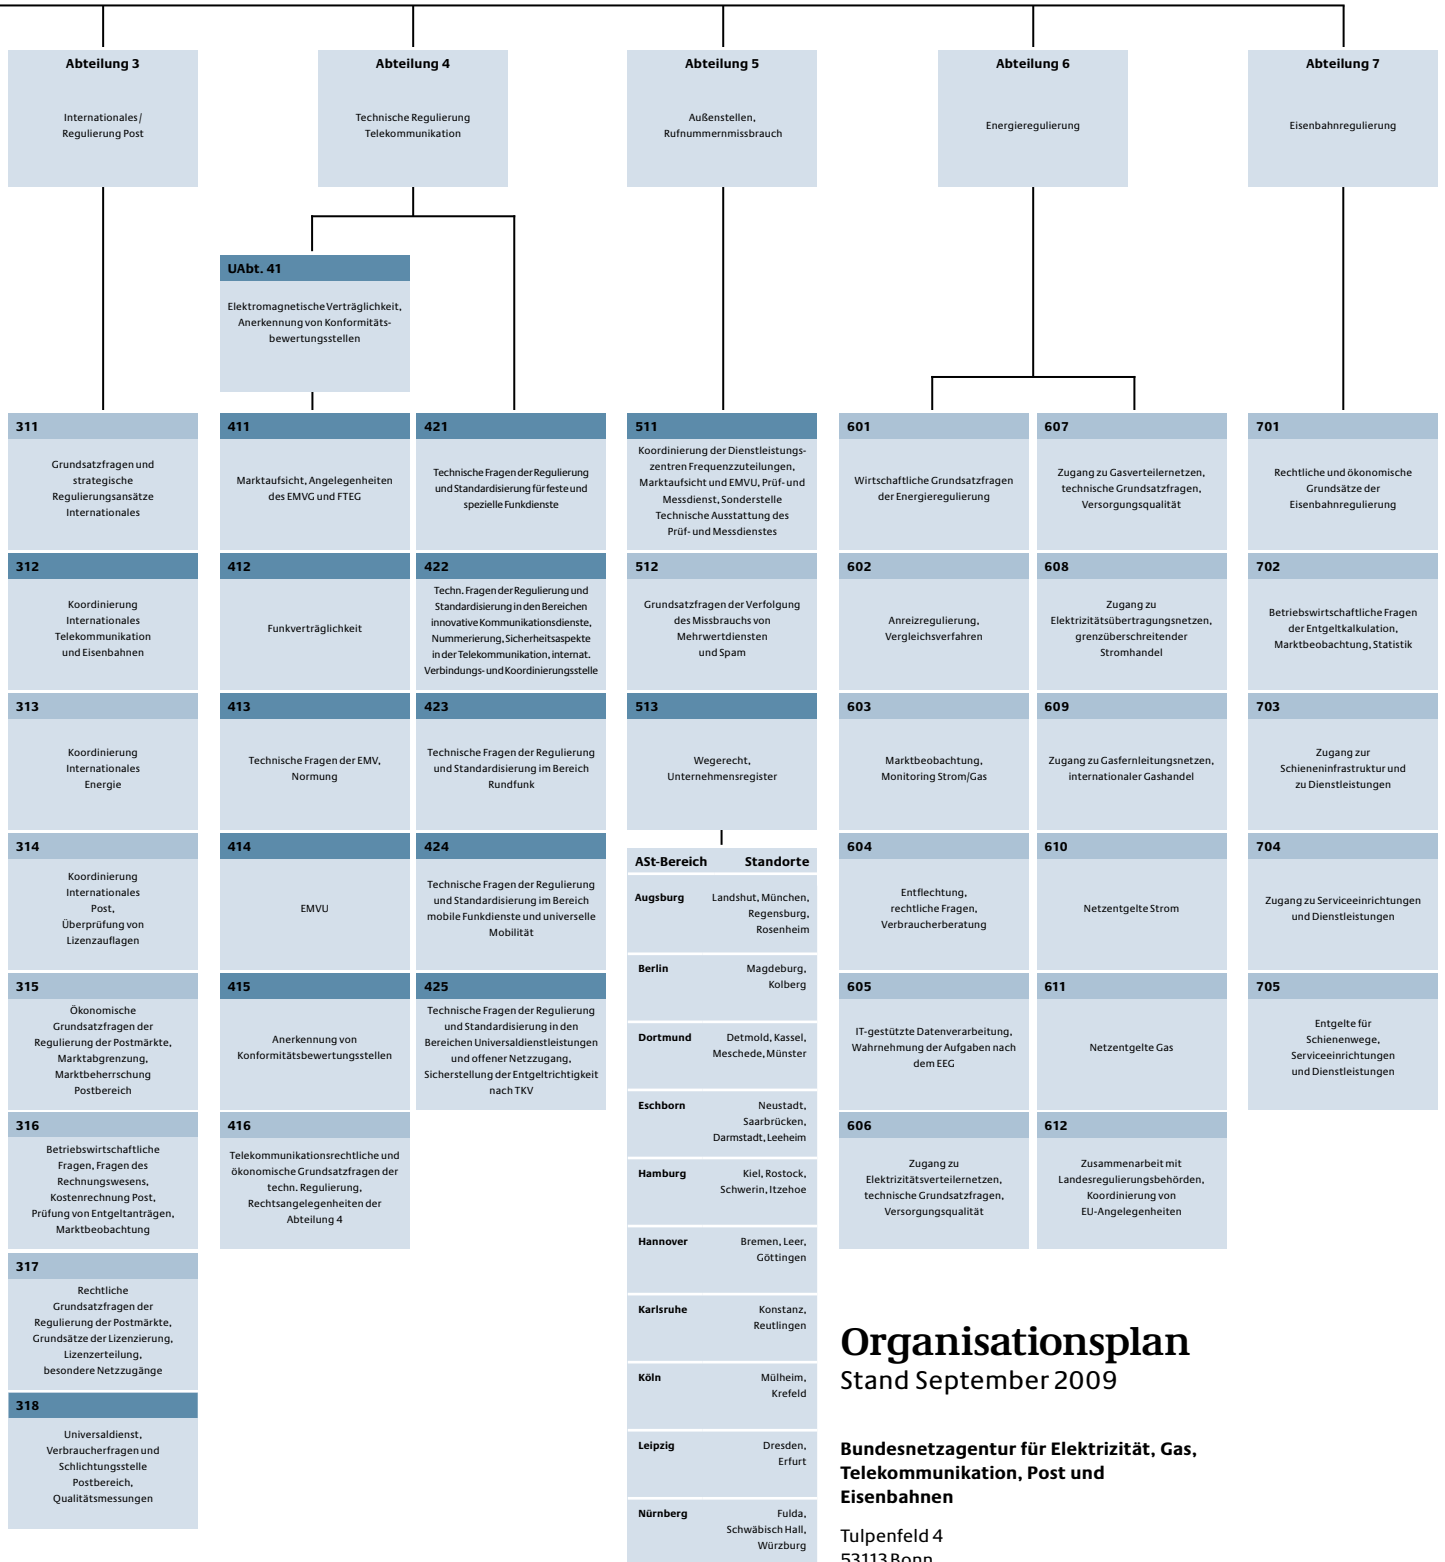 Abteilung 3
Internationales/
Regulierung Post
Abteilung 4
Technische Regulierung
Telekommunikation
Abteilung 5
Außenstellen,
Rufnummernmissbrauch
Abteilung 6
Energieregulierung
Abteilung 7
Eisenbahnregulierung
UAbt. 41
Elektromagnetische Verträglichkeit,
Anerkennung von Konformitäts-
bewertungsstellen
311
Grundsatzfragen und
strategische
Regulierungsansätze
Internationales
312
Koordinierung
Internationales
Telekommunikation
und Eisenbahnen
313
Koordinierung
Internationales
Energie
314
Koordinierung
Internationales
Post,
Überprüfung von
Lizenzauflagen
315
Ökonomische
Grundsatzfragen der
Regulierung der Postmärkte,
Marktabgrenzung,
Marktbeherrschung
Postbereich
316
Betriebswirtschaftliche
Fragen, Fragen des
Rechnungswesens,
Kostenrechnung Post,
Prüfung von Entgeltanträgen,
Marktbeobachtung
317
Rechtliche
Grundsatzfragen der
Regulierung der Postmärkte,
Grundsätze der Lizenzierung,
Lizenzerteilung,
besondere Netzzugänge
318
Universaldienst,
Verbraucherfragen und
Schlichtungsstelle
Postbereich,
Qualitätsmessungen
411
Marktaufsicht, Angelegenheiten
des EMVG und FTEG
412
Funkverträglichkeit
413
Technische Fragen der EMV,
Normung
414
EMVU
415
Anerkennung von
Konformitätsbewertungsstellen
416
Telekommunikationsrechtliche und
ökonomische Grundsatzfragen der
techn. Regulierung,
Rechtsangelegenheiten der
Abteilung 4
421
Technische Fragen der Regulierung
und Standardisierung für feste und
spezielle Funkdienste
422
Techn. Fragen der Regulierung und
Standardisierung in den Bereichen
innovative Kommunikationsdienste,
Nummerierung, Sicherheitsaspekte
in der Telekommunikation, internat.
Verbindungs- und Koordinierungsstelle
423
Technische Fragen der Regulierung
und Standardisierung im Bereich
Rundfunk
424
Technische Fragen der Regulierung
und Standardisierung im Bereich
mobile Funkdienste und universelle
Mobilität
425
Technische Fragen der Regulierung
und Standardisierung in den
Bereichen Universaldienstleistungen
und offener Netzzugang,
Sicherstellung der Entgeltrichtigkeit
nach TKV
511
Koordinierung der Dienstleistungs-
zentren Frequenzzuteilungen,
Marktaufsicht und EMVU, Prüf- und
Messdienst, Sonderstelle
Technische Ausstattung des
Prüf- und Messdienstes
512
Grundsatzfragen der Verfolgung
des Missbrauchs von
Mehrwertdiensten
und Spam
513
Wegerecht,
Unternehmensregister
ASt-Bereich Standorte
Augsburg Landshut, München,
Regensburg,
Rosenheim
Berlin Magdeburg,
Kolberg
Dortmund Detmold, Kassel,
Meschede, Münster
Eschborn Neustadt,
Saarbrücken,
Darmstadt, Leeheim
Hamburg Kiel, Rostock,
Schwerin, Itzehoe
Hannover Bremen, Leer,
Göttingen
Karlsruhe Konstanz,
Reutlingen
Köln Mülheim,
Krefeld
Leipzig Dresden,
Erfurt
Nürnberg Fulda,
Schwäbisch Hall,
Würzburg
601
Wirtschaftliche Grundsatzfragen
der Energieregulierung
602
Anreizregulierung,
Vergleichsverfahren
603
Marktbeobachtung,
Monitoring Strom/Gas
604
Entflechtung,
rechtliche Fragen,
Verbraucherberatung
605
IT-gestützte Datenverarbeitung,
Wahrnehmung der Aufgaben nach
dem EEG
606
Zugang zu
Elektrizitätsverteilernetzen,
technische Grundsatzfragen,
Versorgungsqualität
607
Zugang zu Gasverteilernetzen,
technische Grundsatzfragen,
Versorgungsqualität
608
Zugang zu
Elektrizitätsübertragungsnetzen,
grenzüberschreitender
Stromhandel
609
Zugang zu Gasfernleitungsnetzen,
internationaler Gashandel
610
Netzentgelte Strom
611
Netzentgelte Gas
612
Zusammenarbeit mit
Landesregulierungsbehörden,
Koordinierung von
EU-Angelegenheiten
701
Rechtliche und ökonomische
Grundsätze der
Eisenbahnregulierung
702
Betriebswirtschaftliche Fragen
der Entgeltkalkulation,
Marktbeobachtung, Statistik
703
Zugang zur
Schieneninfrastruktur und
zu Dienstleistungen
704
Zugang zu Serviceeinrichtungen
und Dienstleistungen
705
Entgelte für
Schienenwege,
Serviceeinrichtungen
und Dienstleistungen
Organisationsplan
Stand September 2009
Bundesnetzagentur für Elektrizität, Gas,
Telekommunikation, Post und
Eisenbahnen
Tulpenfeld 4
53113 Bonn